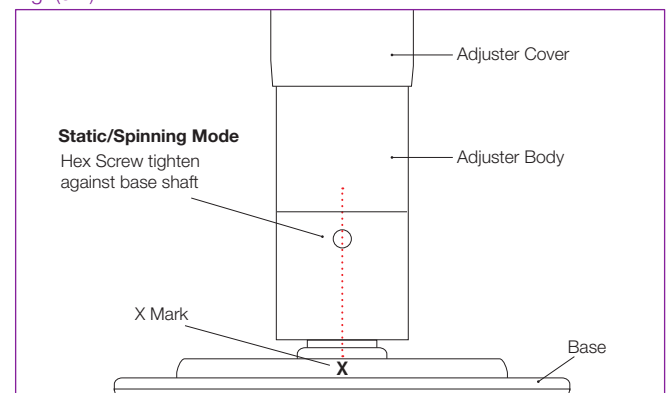 Adjuster Cover
Static/Spinning Mode
Hex Screw tighten
against base shaft
Adjuster Body
X Mark
Base
X